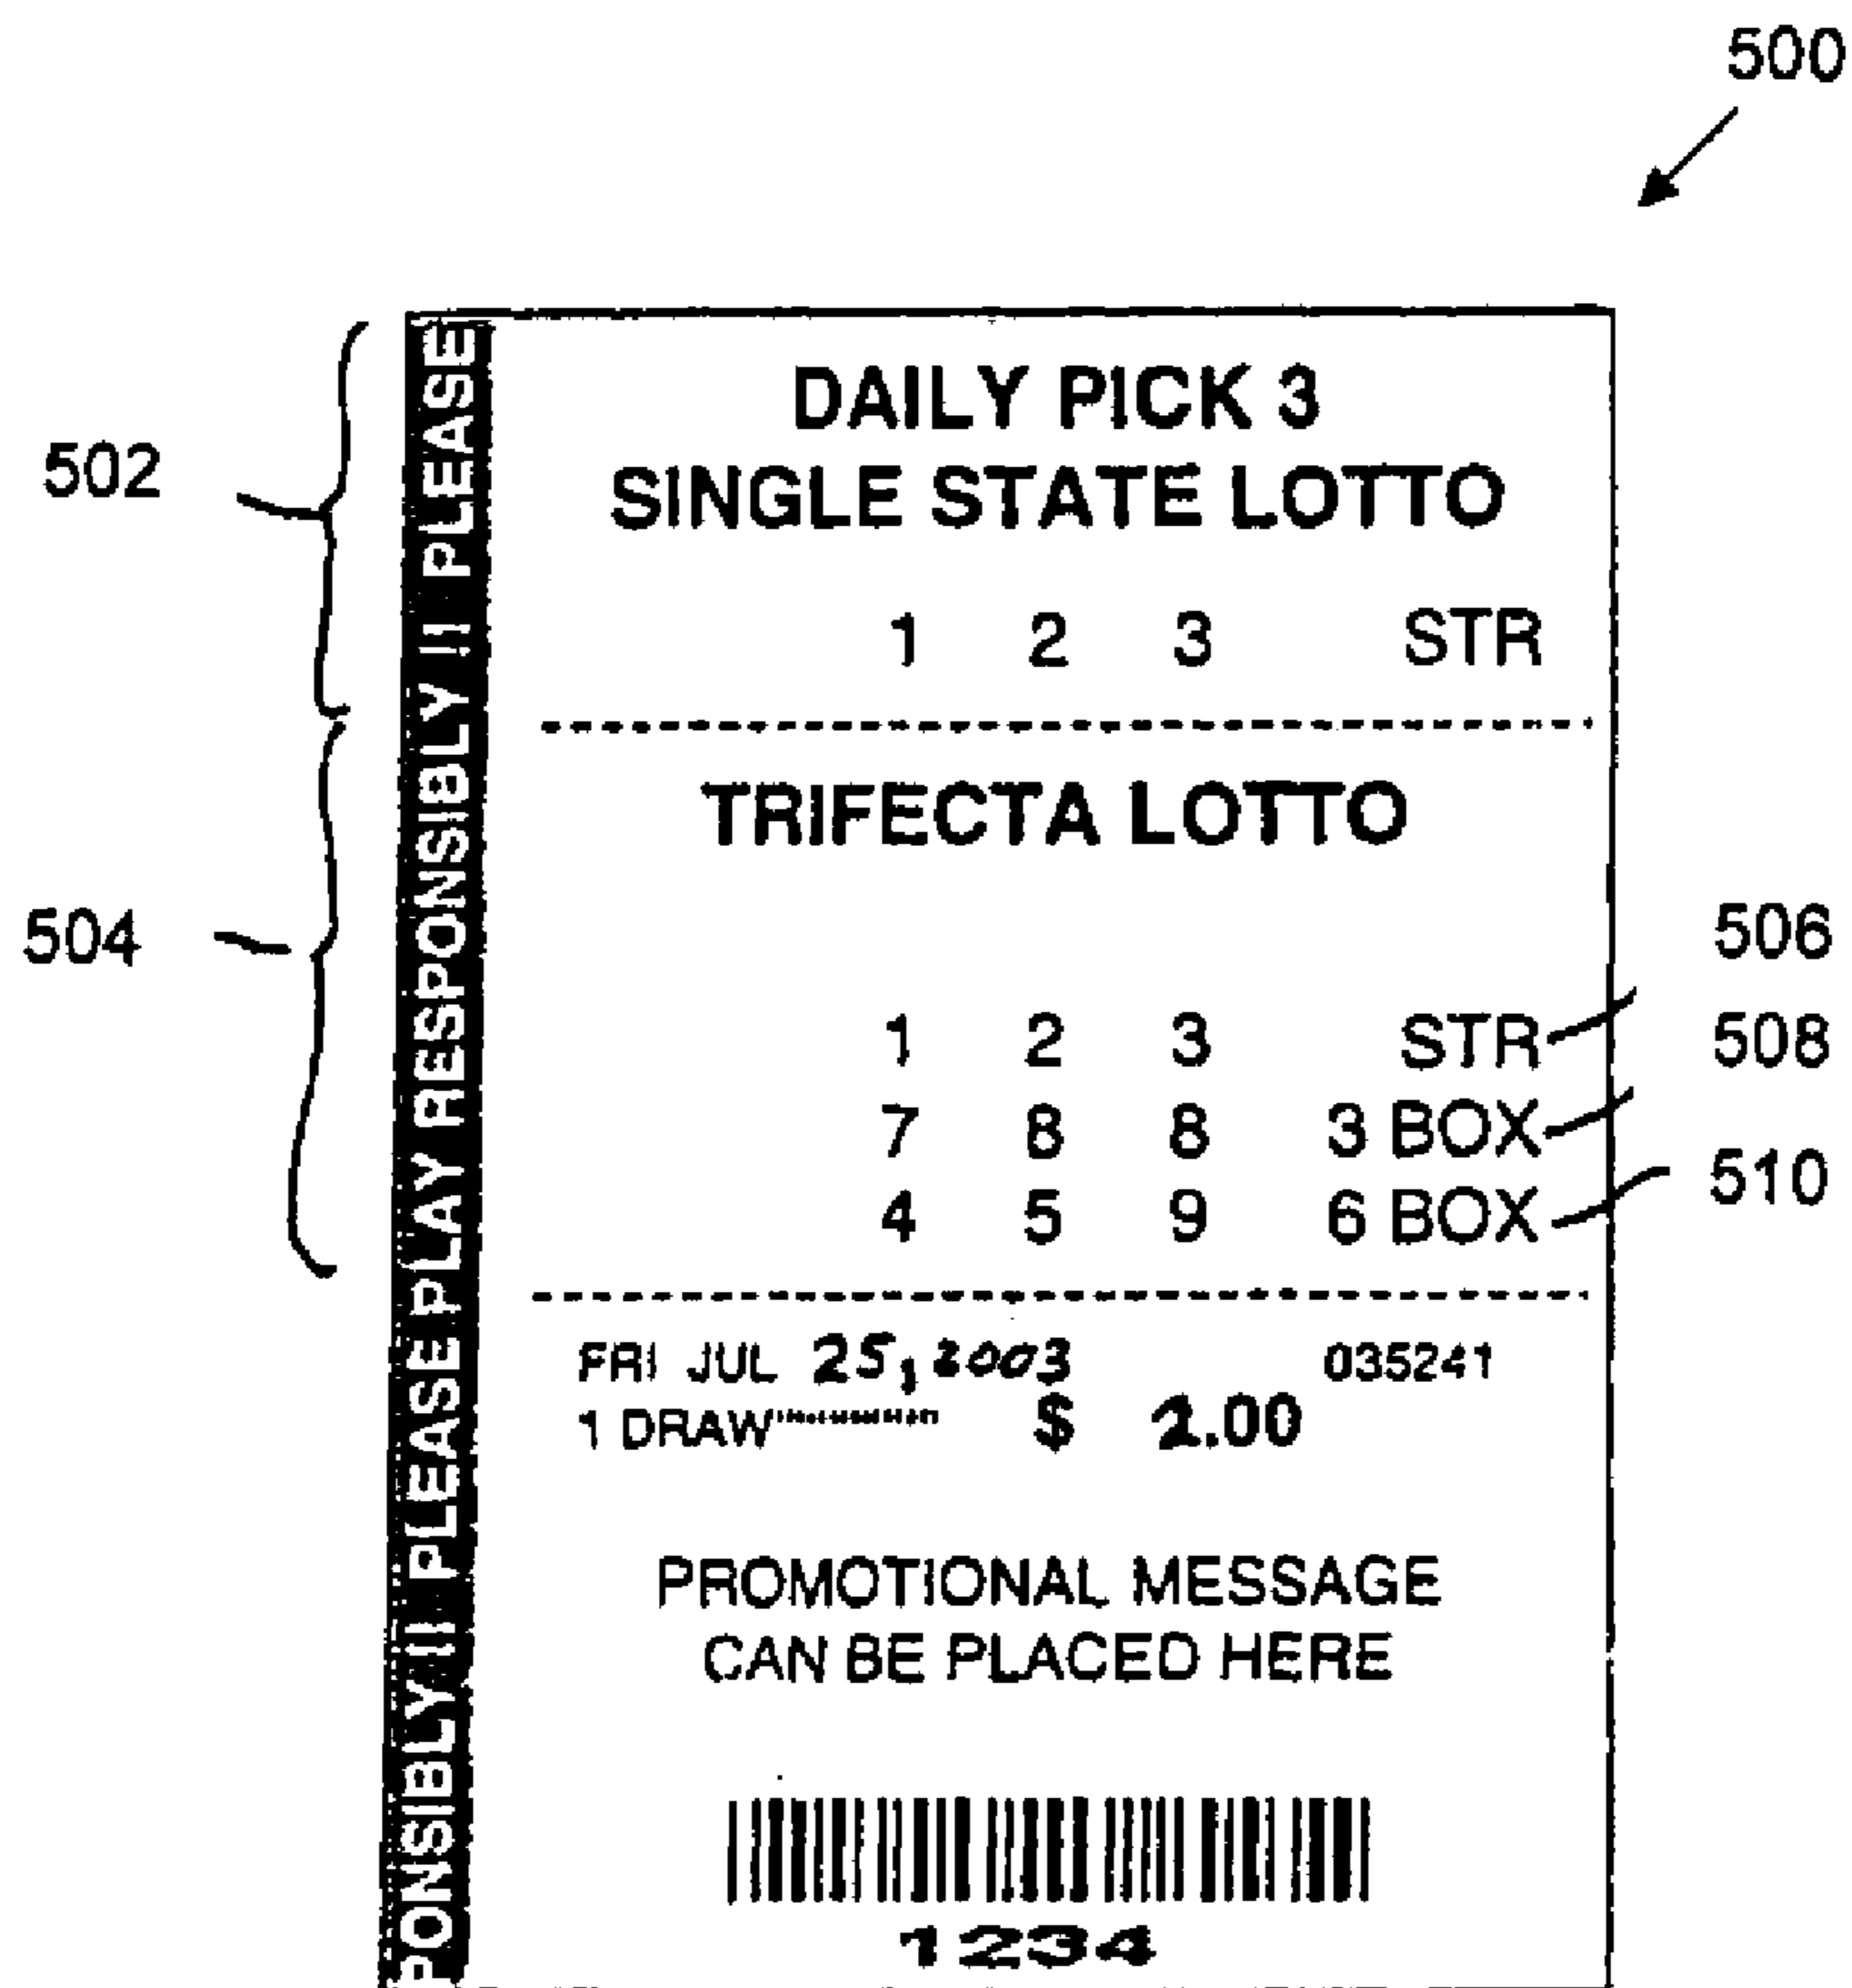 500
502
DAILY PICK 3
SINGLE STATE LOTTO
1 2 3 STR
504
TRIFECTA LOTTO
1 2 3 STR 506
7 8 8 3 BOX 508
4 5 9 6 BOX 510
FRI JUL 25, 2003 035241
1 DRAW $ .00
PROMOTIONAL MESSAGE
CAN BE PLACED HERE
1234
ONSIBLY !!! PLEASE PLAY RESPONSIBLY !!! PLEASE